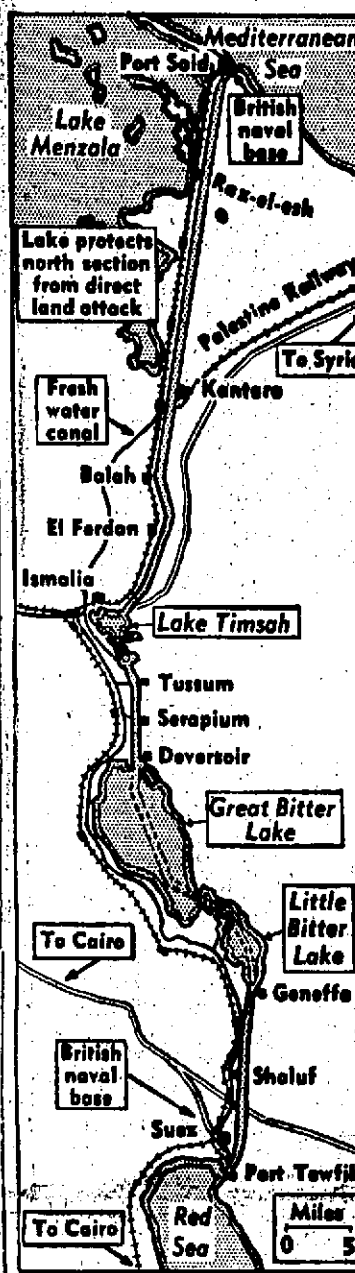 Mediterranean
Sea
Port Said
Lake
Menzala
British
naval
base
Raz-el-esh
Lake protects
north section
from direct
land attack
Palestine Railway
To Syria
Kantara
Fresh
water
canal
Balah
El Ferdan
Ismalia
Lake Timsah
Tussum
Serapium
Deversoir
Great Bitter
Lake
Little
Bitter
Lake
To Cairo
Geneffe
British
naval
base
Shaluf
Suez
Port Tewfik
Red
Sea
To Cairo
Miles
0 5